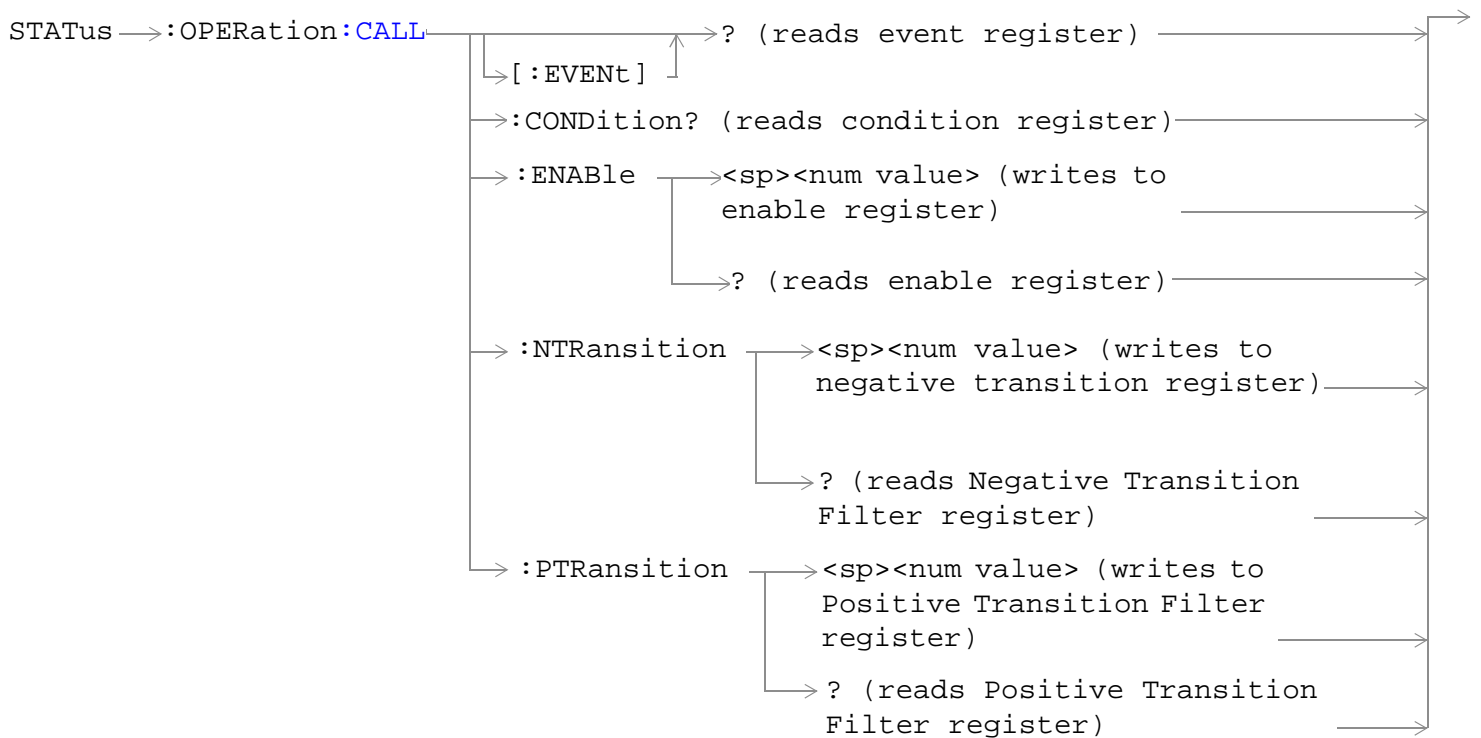 STATus :OPERation:CALL ? (reads event register)
[:EVENt]
:CONDition? (reads condition register)
:ENABle <sp><num value> (writes to
enable register)
? (reads enable register)
:NTRansition <sp><num value> (writes to
negative transition register)
? (reads Negative Transition
Filter register)
:PTRansition <sp><num value> (writes to
Positive Transition Filter
register)
? (reads Positive Transition
Filter register)